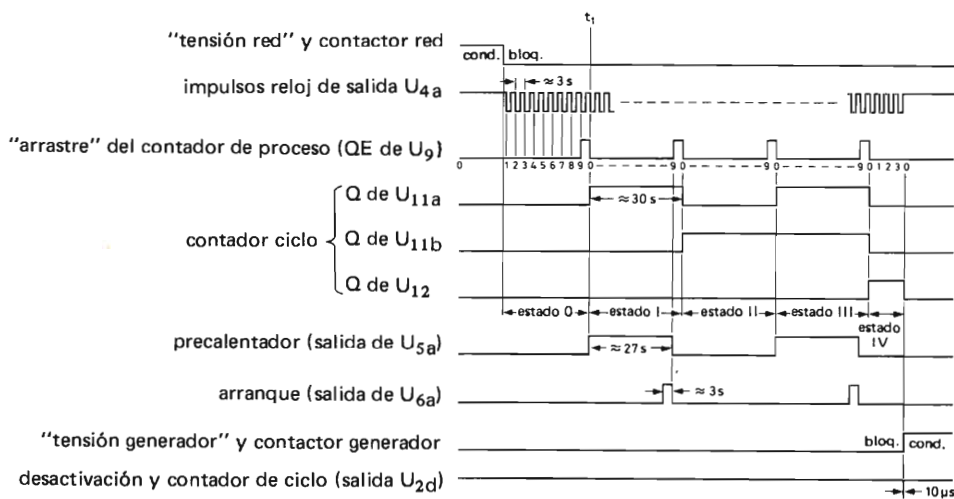 t1
"tensión red" y contactor red
cond. bloq.
impulsos reloj de salida U4a
≈ 3 s
"arrastre" del contador de proceso (QE de U9)
0 1 2 3 4 5 6 7 8 9 0 9 0 9 0 9 0 1 2 3 0
Q de U11a
≈ 30 s
contador ciclo
Q de U11b
Q de U12
estado 0 estado I estado II estado III estado IV
precalentador (salida de U5a)
≈ 27 s
arranque (salida de U6a)
≈ 3 s
"tensión generador" y contactor generador
bloq. cond.
desactivación y contador de ciclo (salida U2d)
10 µs